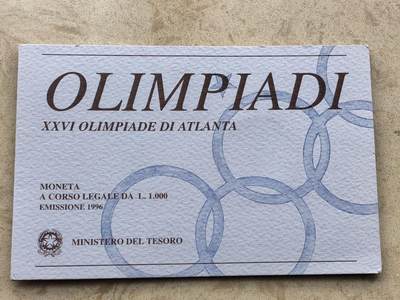 OLIMPIADI
XXVI OLIMPIADE DI ATLANTA
MONETA
A CORSO LEGALE DA L. 1.000
EMISSIONE 1996
MINISTERO DEL TESORO